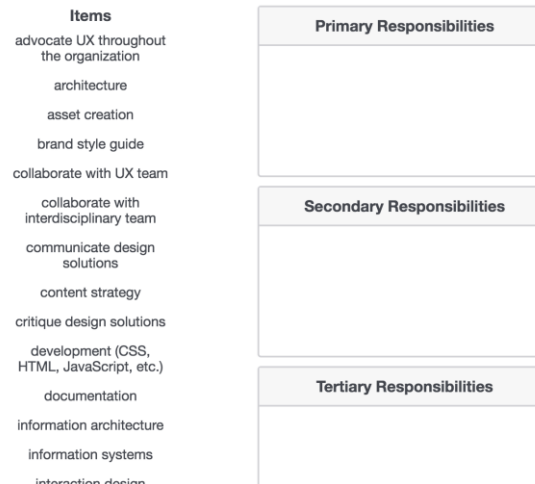 Items
advocate UX throughout
the organization
architecture
asset creation
brand style guide
collaborate with UX team
collaborate with
interdisciplinary team
communicate design
solutions
content strategy
critique design solutions
development (CSS,
HTML, JavaScript, etc.)
documentation
information architecture
information systems
interaction design
Primary Responsibilities
Secondary Responsibilities
Tertiary Responsibilities